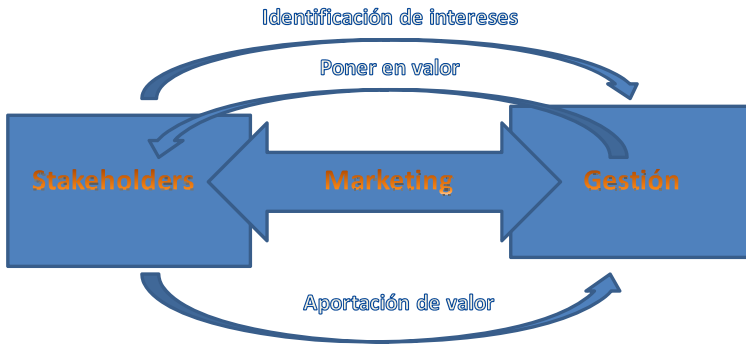 Identificación de intereses
Poner en valor
Stakeholders
Marketing
Gestión
Aportación de valor